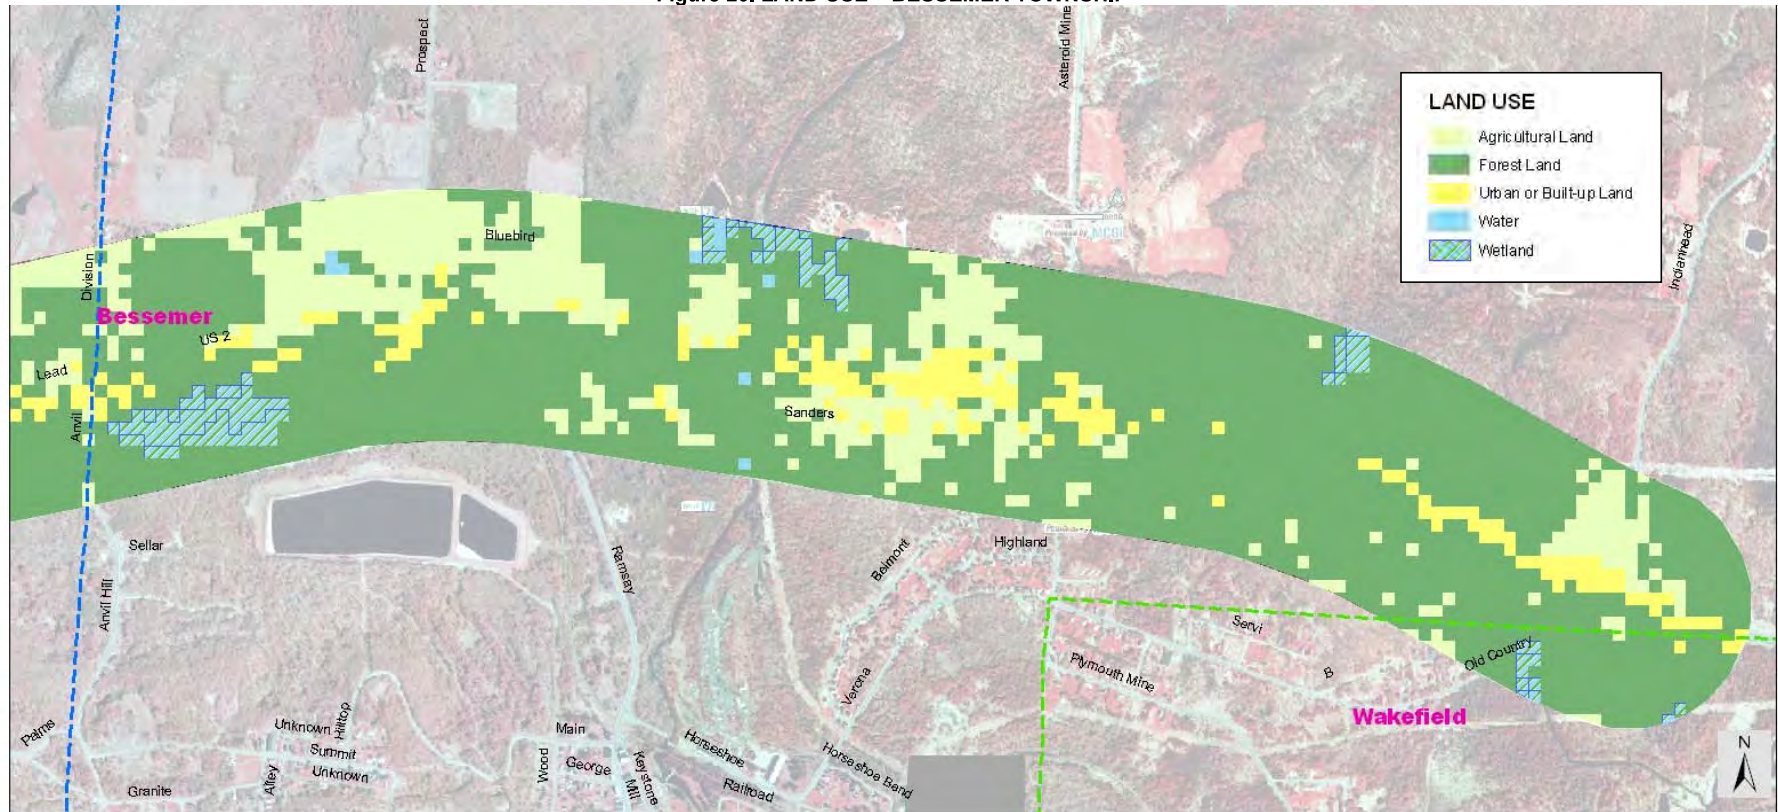 Prospect
Asteroid Mine
LAND USE
Agricultural Land
Forest Land
Urban or Built-up Land
Water
Wetland
Indianhead
Bluebird
Division
Bessemer
US 2
Lead
Anvil
Sanders
Sellar
Anvil Hill
Ramsay
Belmont
Highland
Verona
Servi
Plymouth Mine
B
Old Country
Wakefield
Palms
Unknown
Hilltop
Summit
Unknown
Alley
Granite
Main
Wood
George
Keystone
Mill
Horseshoe
Railroad
Horseshoe Bend
N